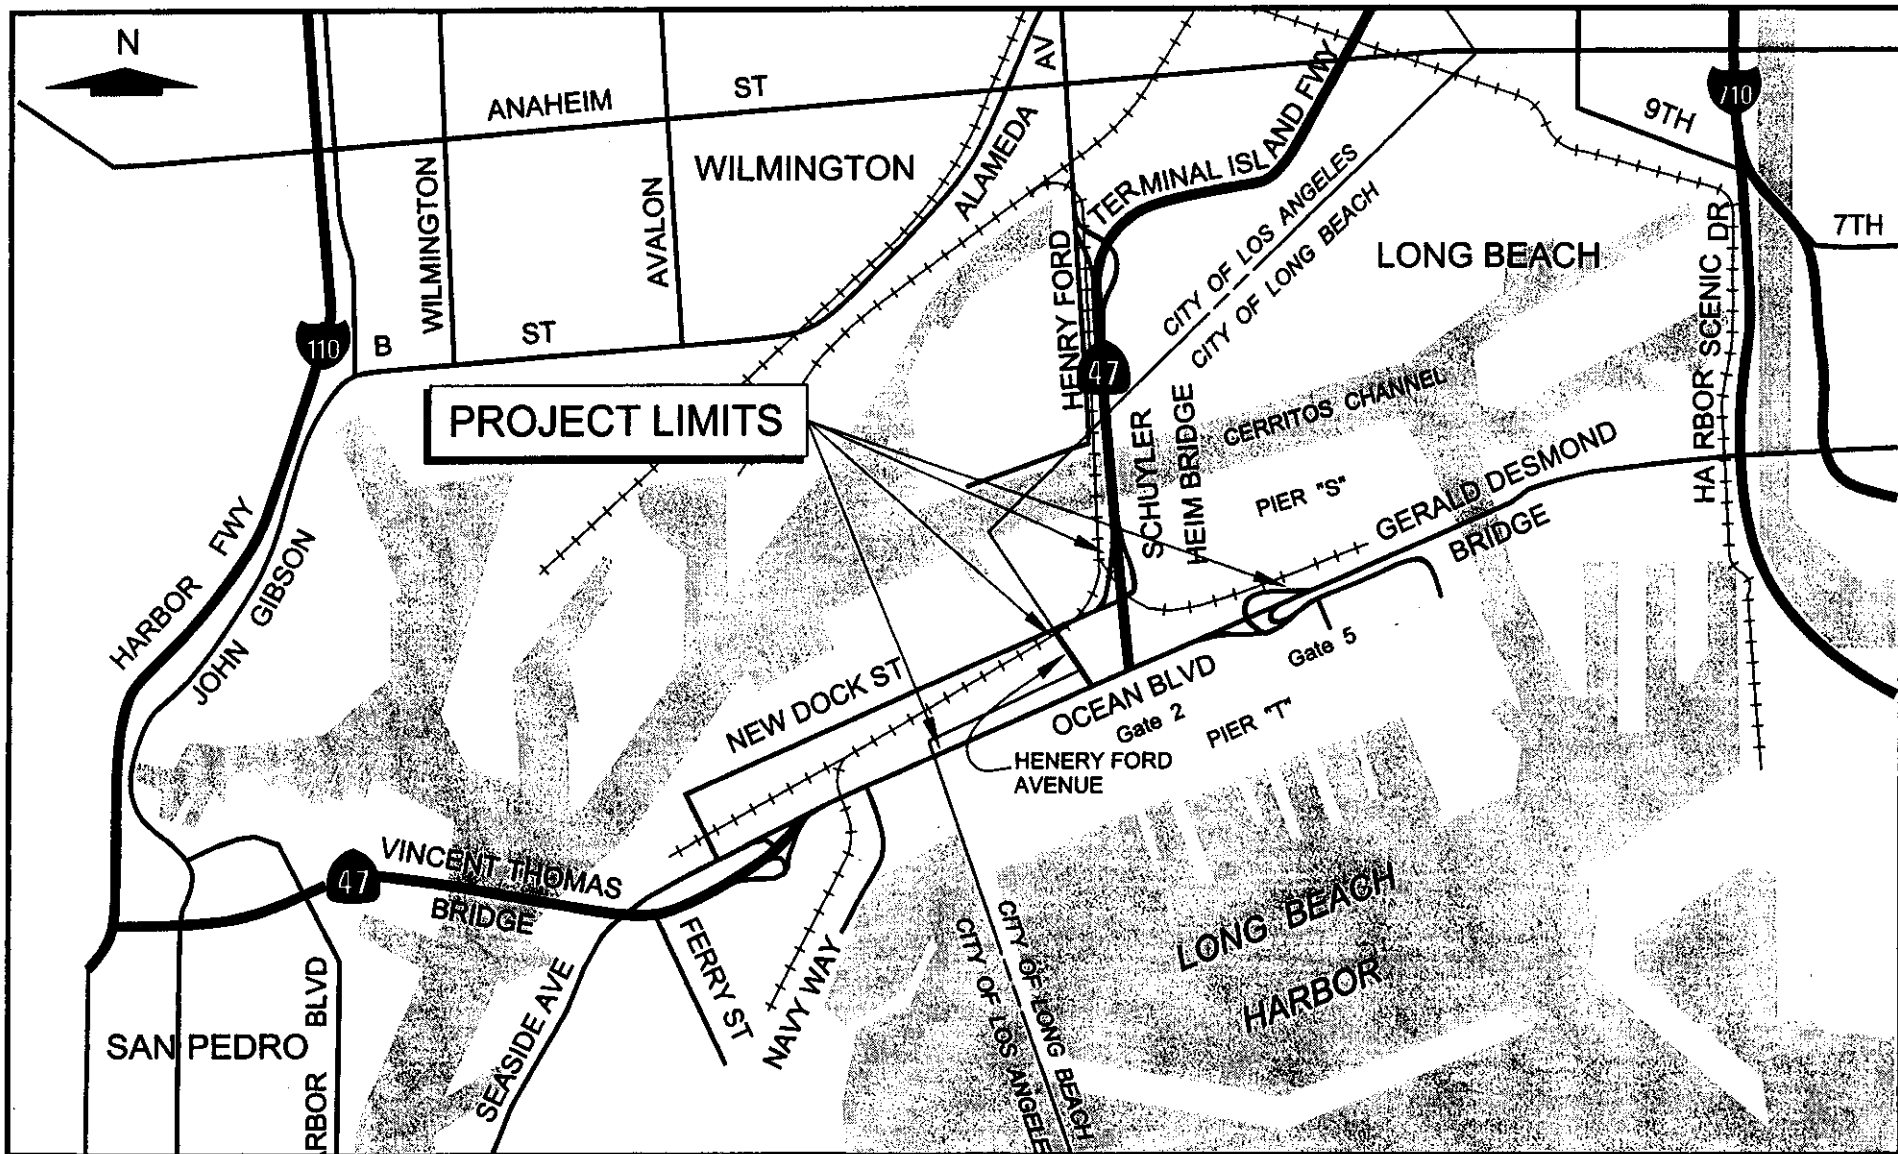 N
ANAHEIM
ST
AV
TERMINAL ISLAND FWY
710
9TH
WILMINGTON
WILMINGTON
AVALON
ALAMEDA
HENRY FORD
CITY OF LOS ANGELES
CITY OF LONG BEACH
LONG BEACH
HARBOR SCENIC DR
7TH
110
B
ST
47
PROJECT LIMITS
SCHUYLER
HEIM BRIDGE
CERRITOS CHANNEL
PIER "S"
GERALD DESMOND
BRIDGE
HARBOR FWY
JOHN GIBSON
NEW DOCK ST
OCEAN BLVD
Gate 5
Gate 2
PIER "T"
HENERY FORD
AVENUE
VINCENT THOMAS
BRIDGE
47
FERRY ST
NAVY WAY
SEASIDE AVE
CITY OF LONG BEACH
CITY OF LOS ANGELE
LONG BEACH
HARBOR
SAN PEDRO
ARBOR BLVD